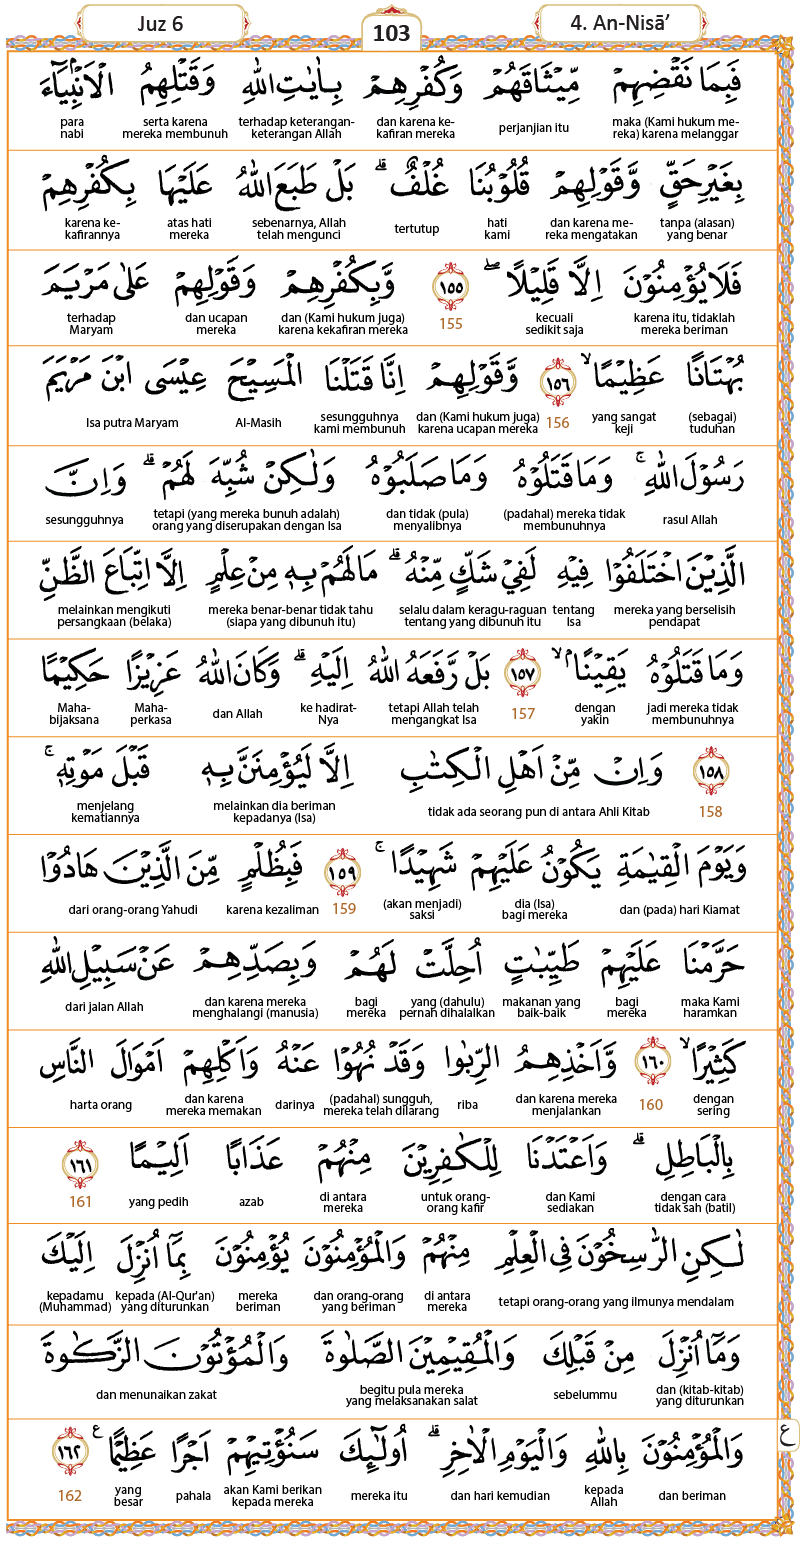 Juz 6
103
4. An-Nisā’
فَبِمَا نَقْضِهِمْ مِّيْثَاقَهُمْ وَكُفْرِهِمْ بِاٰيٰتِ اللّٰهِ وَقَتْلِهِمُ الْاَنْۢبِيَاۤءَ
maka (Kami hukum me-
reka) karena melanggar
perjanjian itu
dan karena ke-
kafiran mereka
terhadap keterangan-
keterangan Allah
serta karena
mereka membunuh
para
nabi
بِغَيْرِ حَقٍّ وَّقَوْلِهِمْ قُلُوْبُنَا غُلْفٌ ۗ بَلْ طَبَعَ اللّٰهُ عَلَيْهَا بِكُفْرِهِمْ
tanpa (alasan)
yang benar
dan karena me-
reka mengatakan
hati
kami
tertutup
sebenarnya, Allah
telah mengunci
atas hati
mereka
karena ke-
kafirannya
فَلَا يُؤْمِنُوْنَ اِلَّا قَلِيْلًا ۖ ١٥٥ وَّبِكُفْرِهِمْ وَقَوْلِهِمْ عَلٰى مَرْيَمَ
karena itu, tidaklah
mereka beriman
kecuali
sedikit saja
155
dan (Kami hukum juga)
karena kekafiran mereka
dan ucapan
mereka
terhadap
Maryam
بُهْتَانًا عَظِيْمًا ۙ ١٥٦ وَّقَوْلِهِمْ اِنَّا قَتَلْنَا الْمَسِيْحَ عِيْسَى ابْنَ مَرْيَمَ
(sebagai)
tuduhan
yang sangat
keji
156
dan (Kami hukum juga)
karena ucapan mereka
sesungguhnya
kami membunuh
Al-Masih
Isa putra Maryam
رَسُوْلَ اللّٰهِ ۚ وَمَا قَتَلُوْهُ وَمَا صَلَبُوْهُ وَلٰكِنْ شُبِّهَ لَهُمْ ۗ وَاِنَّ
rasul Allah
(padahal) mereka tidak
membunuhnya
dan tidak (pula)
menyalibnya
tetapi (yang mereka bunuh adalah)
orang yang diserupakan dengan Isa
sesungguhnya
الَّذِيْنَ اخْتَلَفُوْا فِيْهِ لَفِيْ شَكٍّ مِّنْهُ ۗ مَا لَهُمْ بِهٖ مِنْ عِلْمٍ اِلَّا اتِّبَاعَ الظَّنِّ
mereka yang berselisih
pendapat
tentang
Isa
selalu dalam keragu-raguan
tentang yang dibunuh itu
mereka benar-benar tidak tahu
(siapa yang dibunuh itu)
melainkan mengikuti
persangkaan (belaka)
وَمَا قَتَلُوْهُ يَقِيْنًا ۢ ۙ ١٥٧ بَلْ رَّفَعَهُ اللّٰهُ اِلَيْهِ ۗ وَكَانَ اللّٰهُ عَزِيْزًا حَكِيْمًا
jadi mereka tidak
membunuhnya
dengan
yakin
157
tetapi Allah telah
mengangkat Isa
ke hadirat-
Nya
dan Allah
Maha-
perkasa
Maha-
bijaksana
١٥٨ وَاِنْ مِّنْ اَهْلِ الْكِتٰبِ اِلَّا لَيُؤْمِنَنَّ بِهٖ قَبْلَ مَوْتِهٖ ۚ
158
tidak ada seorang pun di antara Ahli Kitab
melainkan dia beriman
kepadanya (Isa)
menjelang
kematiannya
وَيَوْمَ الْقِيٰمَةِ يَكُوْنُ عَلَيْهِمْ شَهِيْدًا ۚ ١٥٩ فَبِظُلْمٍ مِّنَ الَّذِيْنَ هَادُوْا
dan (pada) hari Kiamat
dia (Isa)
bagi mereka
(akan menjadi)
saksi
159
karena kezaliman
dari orang-orang Yahudi
حَرَّمْنَا عَلَيْهِمْ طَيِّبٰتٍ اُحِلَّتْ لَهُمْ وَبِصَدِّهِمْ عَنْ سَبِيْلِ اللّٰهِ
maka Kami
haramkan
bagi
mereka
makanan yang
baik-baik
yang (dahulu)
pernah dihalalkan
bagi
mereka
dan karena mereka
menghalangi (manusia)
dari jalan Allah
كَثِيْرًا ۙ ١٦٠ وَّاَخْذِهِمُ الرِّبٰوا وَقَدْ نُهُوْا عَنْهُ وَاَكْلِهِمْ اَمْوَالَ النَّاسِ
dengan
sering
160
dan karena mereka
menjalankan
riba
(padahal) sungguh,
mereka telah dilarang
darinya
dan karena
mereka memakan
harta orang
بِالْبَاطِلِ ۗ وَاَعْتَدْنَا لِلْكٰفِرِيْنَ مِنْهُمْ عَذَابًا اَلِيْمًا ١٦١
dengan cara
tidak sah (batil)
dan Kami
sediakan
untuk orang-
orang kafir
di antara
mereka
azab
yang pedih
161
لٰكِنِ الرّٰسِخُوْنَ فِى الْعِلْمِ مِنْهُمْ وَالْمُؤْمِنُوْنَ يُؤْمِنُوْنَ بِمَآ اُنْزِلَ اِلَيْكَ
tetapi orang-orang yang ilmunya mendalam
di antara
mereka
dan orang-orang
yang beriman
mereka
beriman
kepada (Al-Qur'an)
yang diturunkan
kepadamu
(Muhammad)
وَمَآ اُنْزِلَ مِنْ قَبْلِكَ وَالْمُقِيْمِيْنَ الصَّلٰوةَ وَالْمُؤْتُوْنَ الزَّكٰوةَ
dan (kitab-kitab)
yang diturunkan
sebelummu
begitu pula mereka
yang melaksanakan salat
dan menunaikan zakat
وَالْمُؤْمِنُوْنَ بِاللّٰهِ وَالْيَوْمِ الْاٰخِرِ ۗ اُولٰۤىِٕكَ سَنُؤْتِيْهِمْ اَجْرًا عَظِيْمًا ع ١٦٢
ع
dan beriman
kepada
Allah
dan hari kemudian
mereka itu
akan Kami berikan
kepada mereka
pahala
yang
besar
162